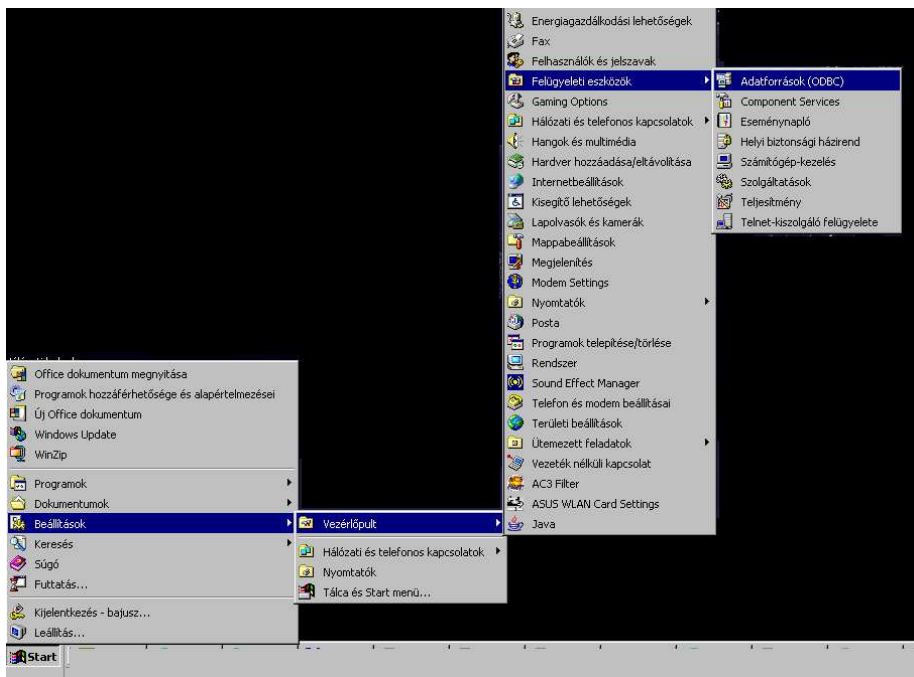 Energiagazdálkodási lehetőségek
Fax
Felhasználók és jelszavak
Felügyeleti eszközök
Gaming Options
Hálózati és telefonos kapcsolatok
Hangok és multimédia
Hardver hozzáadása/eltávolítása
Internetbeállítások
Kisegítő lehetőségek
Lapolvasók és kamerák
Mappabeállítások
Megjelenítés
Modem Settings
Nyomtatók
Posta
Programok telepítése/törlése
Rendszer
Sound Effect Manager
Telefon és modem beállításai
Területi beállítások
Ütemezett feladatok
Vezeték nélküli kapcsolat
AC3 Filter
ASUS WLAN Card Settings
Java
Adatforrások (ODBC)
Component Services
Eseménynapló
Helyi biztonsági házirend
Számítógép-kezelés
Szolgáltatások
Teljesítmény
Telnet-kiszolgáló felügyelete
Office dokumentum megnyitása
Programok hozzáférhetősége és alapértelmezései
Új Office dokumentum
Windows Update
WinZip
Programok
Dokumentumok
Beállítások
Keresés
Súgó
Futtatás...
Kijelentkezés - bajusz...
Leállítás...
Vezérlőpult
Hálózati és telefonos kapcsolatok
Nyomtatók
Tálca és Start menü...
Start